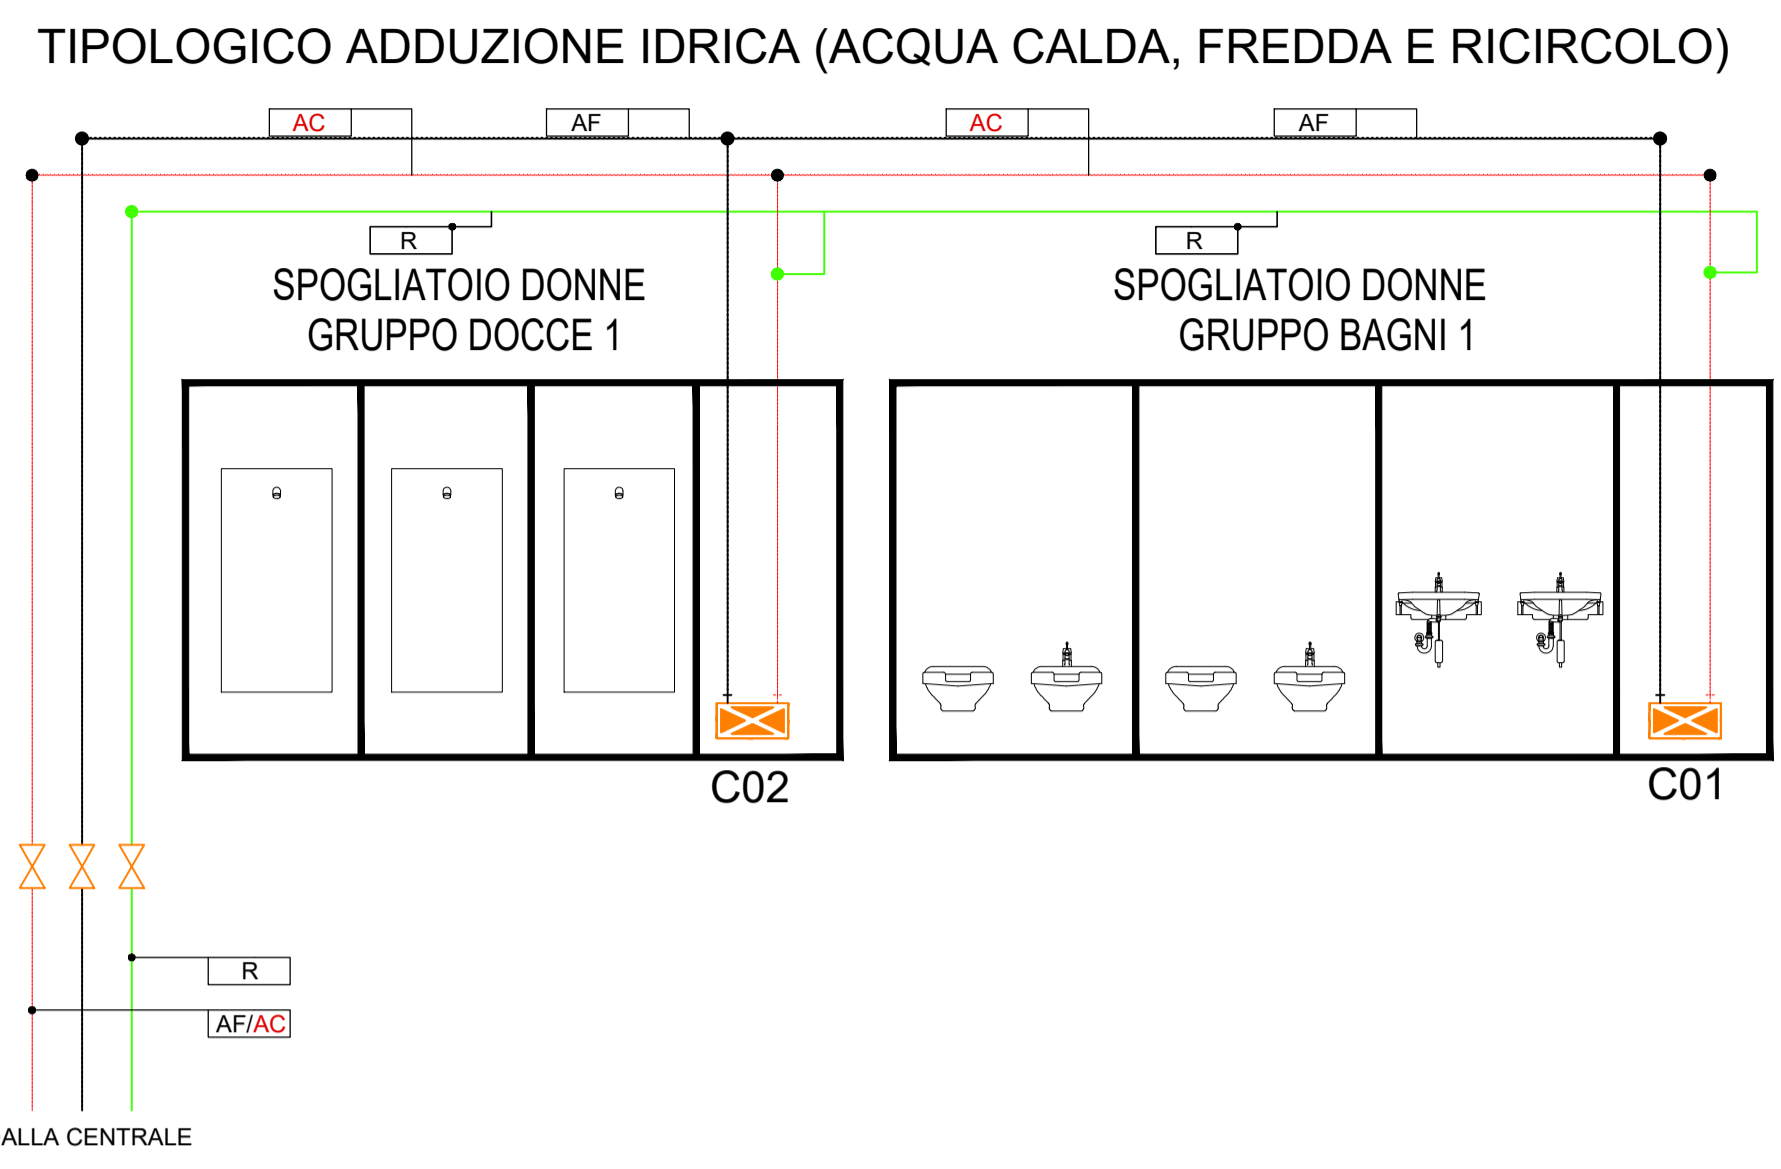 TIPOLOGICO ADDUZIONE IDRICA (ACQUA CALDA, FREDDA E RICIRCOLO)
AC
AF
AC
AF
R
R
SPOGLIATOIO DONNE
GRUPPO DOCCE 1
SPOGLIATOIO DONNE
GRUPPO BAGNI 1
C02
C01
R
AF/AC
ALLA CENTRALE